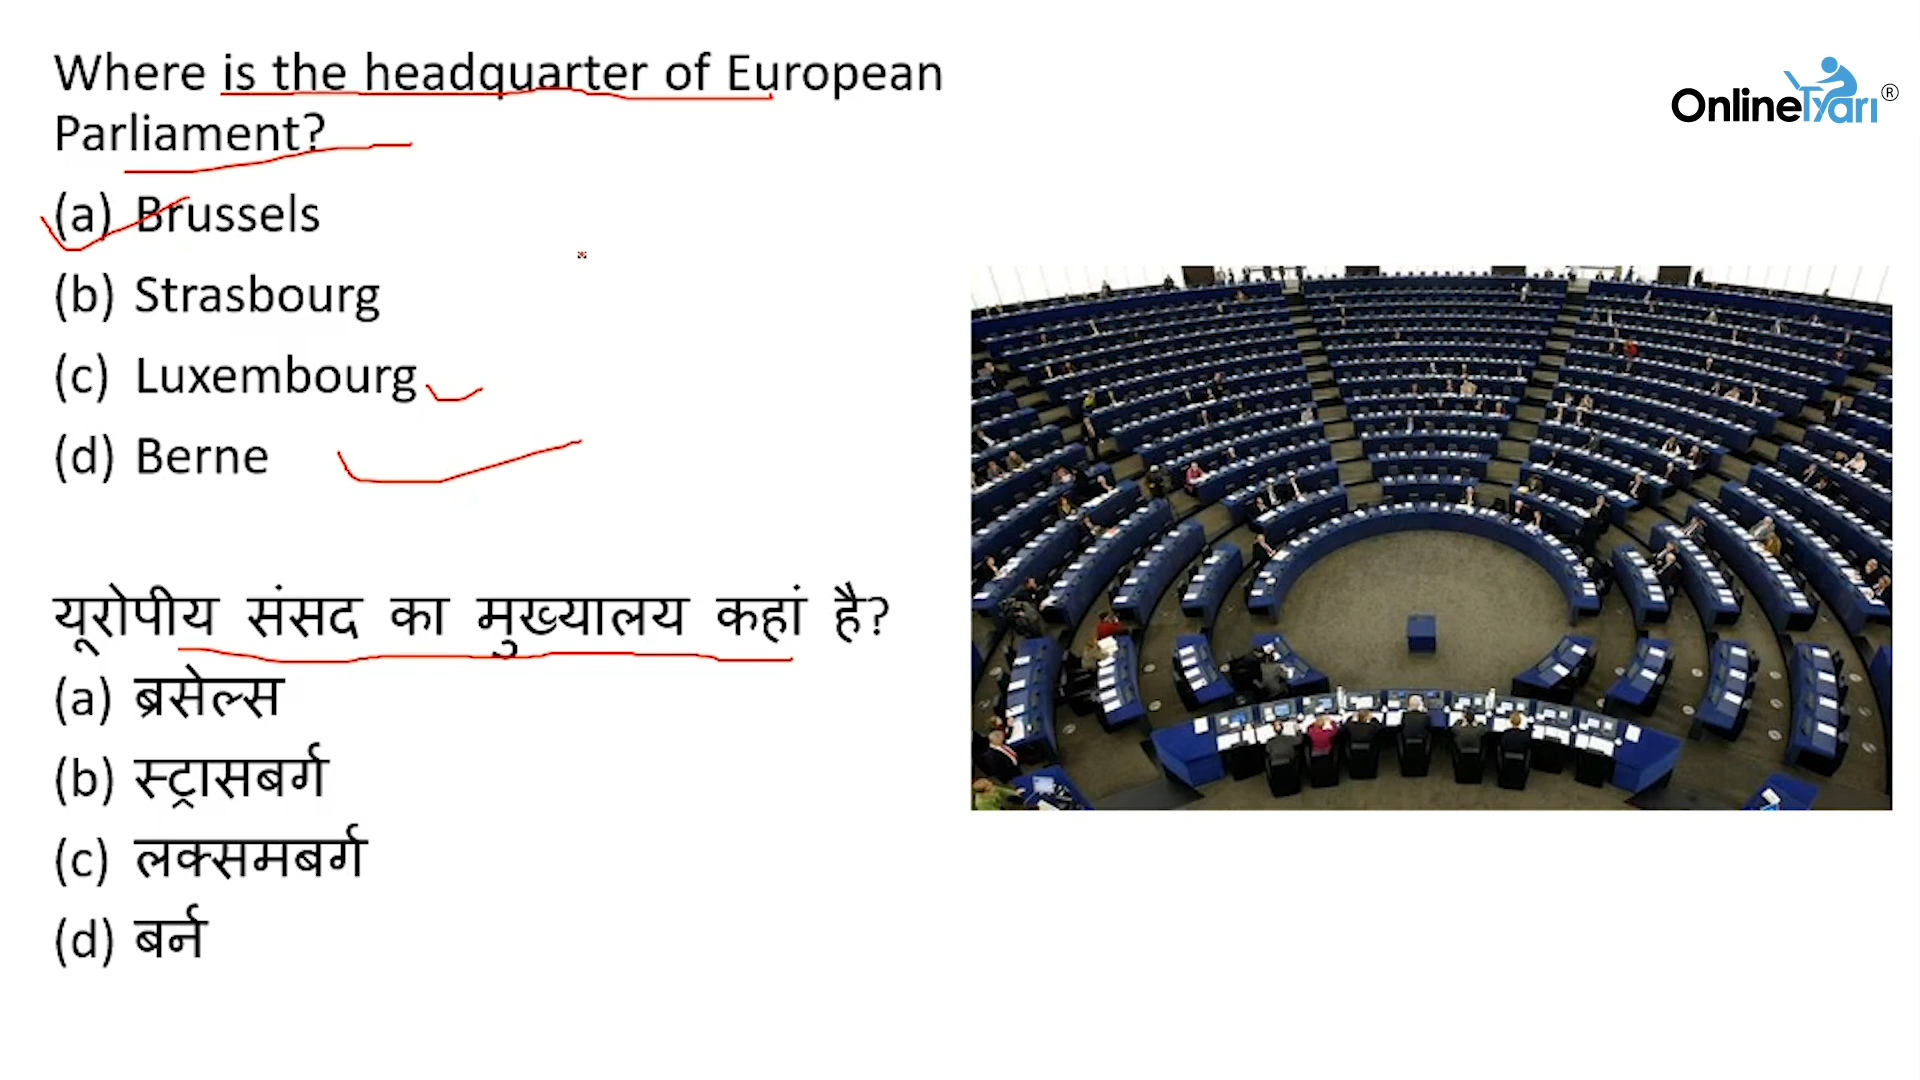 Where is the headquarter of European
Parliament?
(a) Brussels
(b) Strasbourg
(c) Luxembourg
(d) Berne
यूरोपीय संसद का मुख्यालय कहां है?
(a) ब्रसेल्स
(b) स्ट्रासबर्ग
(c) लक्समबर्ग
(d) बर्न
OnlineTyari®